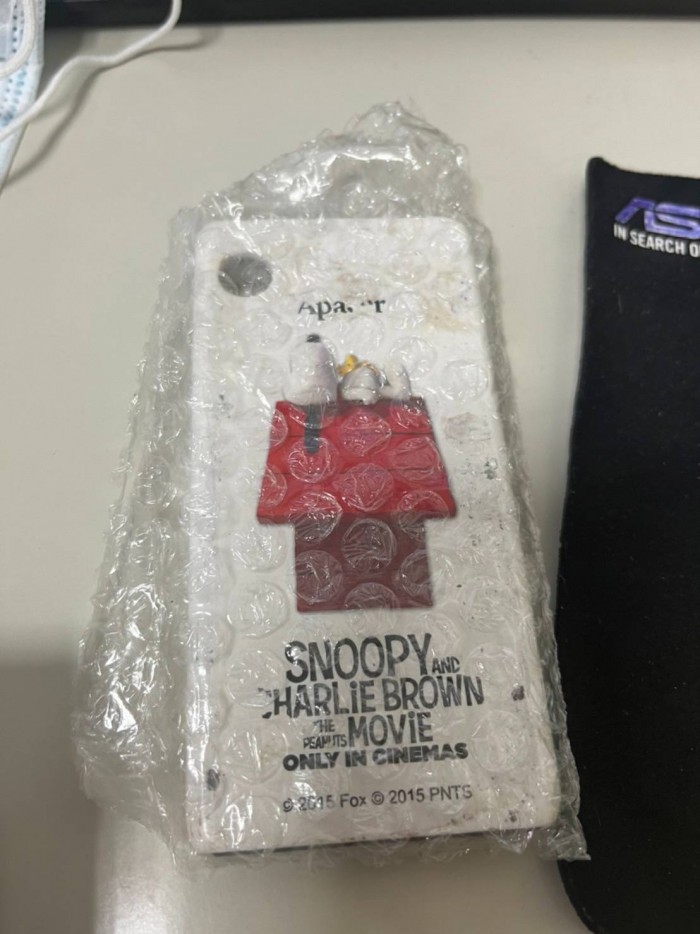 SNOOPY AND
CHARLIE BROWN
THE
PEANUTS MOVIE
ONLY IN CINEMAS
© 2015 Fox © 2015 PNTS
IN SEARCH O